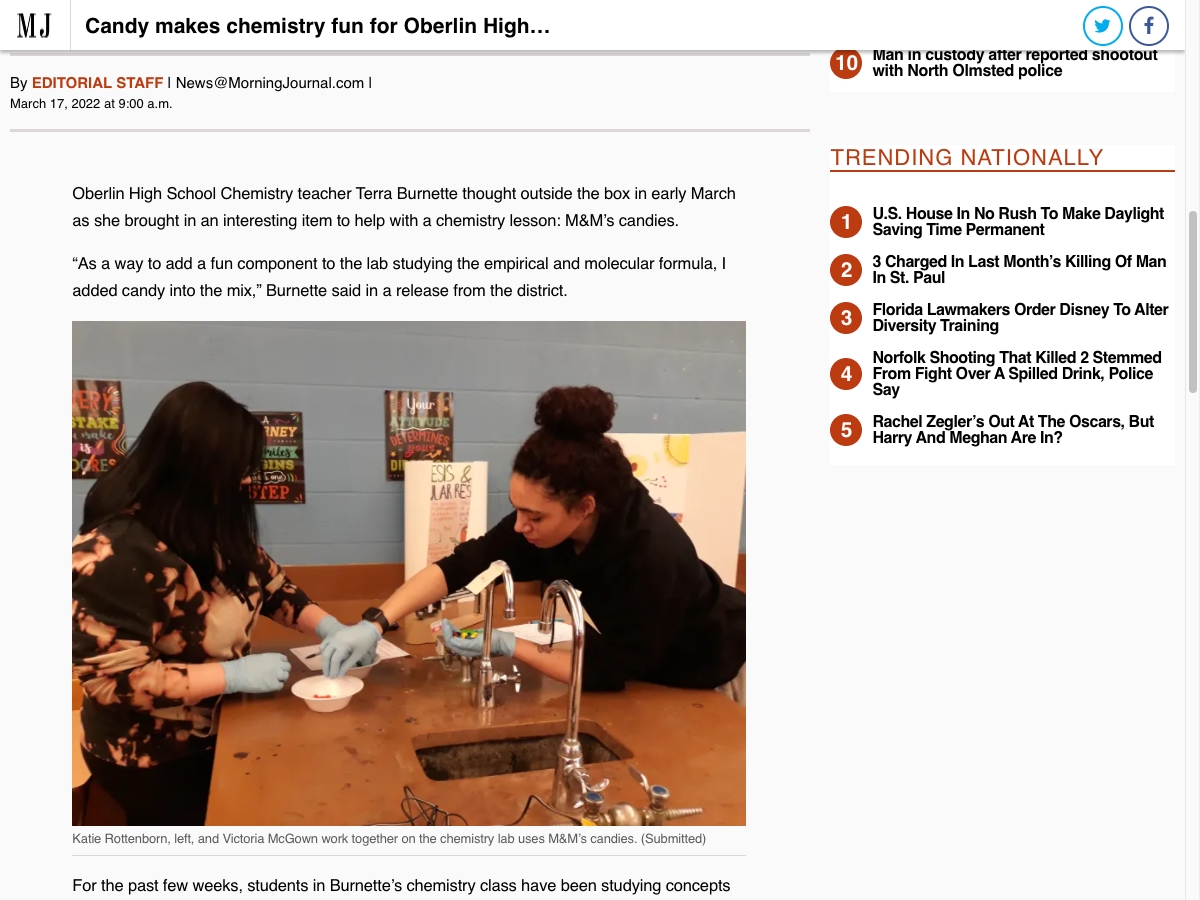 MJ
Candy makes chemistry fun for Oberlin High…
By EDITORIAL STAFF | News@MorningJournal.com |
March 17, 2022 at 9:00 a.m.
Oberlin High School Chemistry teacher Terra Burnette thought outside the box in early March
as she brought in an interesting item to help with a chemistry lesson: M&M’s candies.
“As a way to add a fun component to the lab studying the empirical and molecular formula, I
added candy into the mix,” Burnette said in a release from the district.
STAKE
is
A
STEP
Your
ATTITUDE
DETERMINES
ESIS &
ULAR RES
Katie Rottenborn, left, and Victoria McGown work together on the chemistry lab uses M&M’s candies. (Submitted)
For the past few weeks, students in Burnette’s chemistry class have been studying concepts
10
Man in custody after reported shootout
with North Olmsted police
TRENDING NATIONALLY
1
U.S. House In No Rush To Make Daylight
Saving Time Permanent
2
3 Charged In Last Month’s Killing Of Man
In St. Paul
3
Florida Lawmakers Order Disney To Alter
Diversity Training
4
Norfolk Shooting That Killed 2 Stemmed
From Fight Over A Spilled Drink, Police
Say
5
Rachel Zegler’s Out At The Oscars, But
Harry And Meghan Are In?